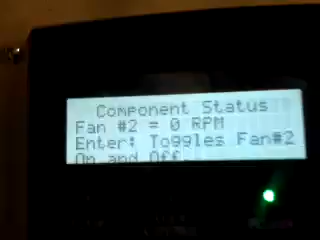 Component Status
Fan #2 = 0 RPM
Enter: Toggles Fan#2
On and Off.